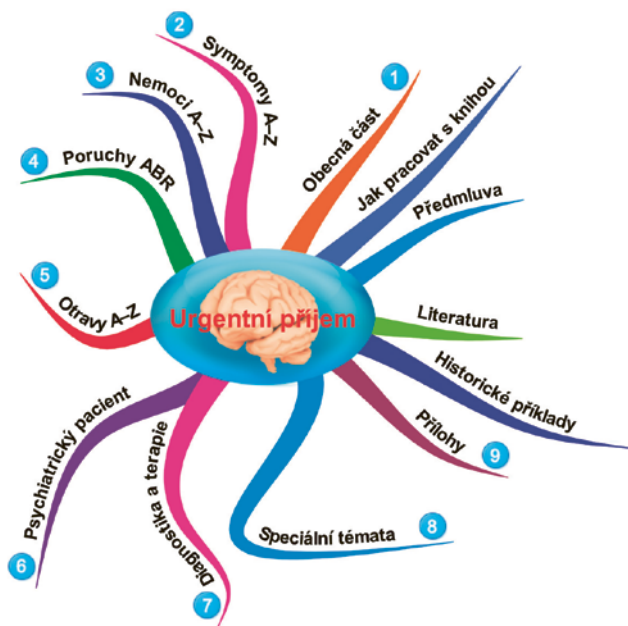 Urgentní příjem
1
Obecná část
2
Symptomy A–Z
3
Nemoci A–Z
4
Poruchy ABR
5
Otravy A–Z
6
Psychiatrický pacient
7
Diagnostika a terapie
8
Speciální témata
9
Přílohy
Historické příklady
Literatura
Předmluva
Jak pracovat s knihou